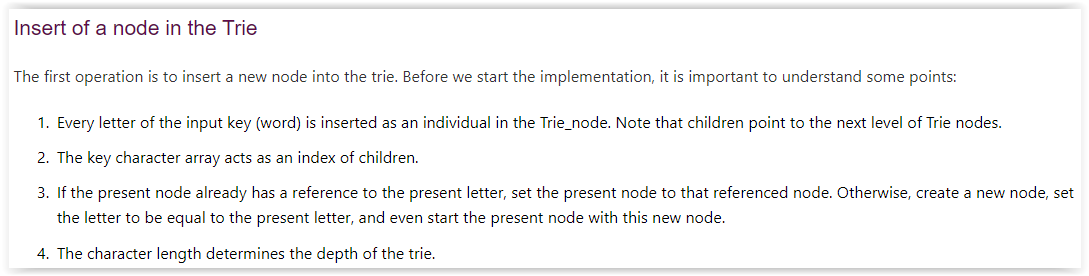 Insert of a node in the Trie
The first operation is to insert a new node into the trie. Before we start the implementation, it is important to understand some points:
1. Every letter of the input key (word) is inserted as an individual in the Trie_node. Note that children point to the next level of Trie nodes.
2. The key character array acts as an index of children.
3. If the present node already has a reference to the present letter, set the present node to that referenced node. Otherwise, create a new node, set
the letter to be equal to the present letter, and even start the present node with this new node.
4. The character length determines the depth of the trie.